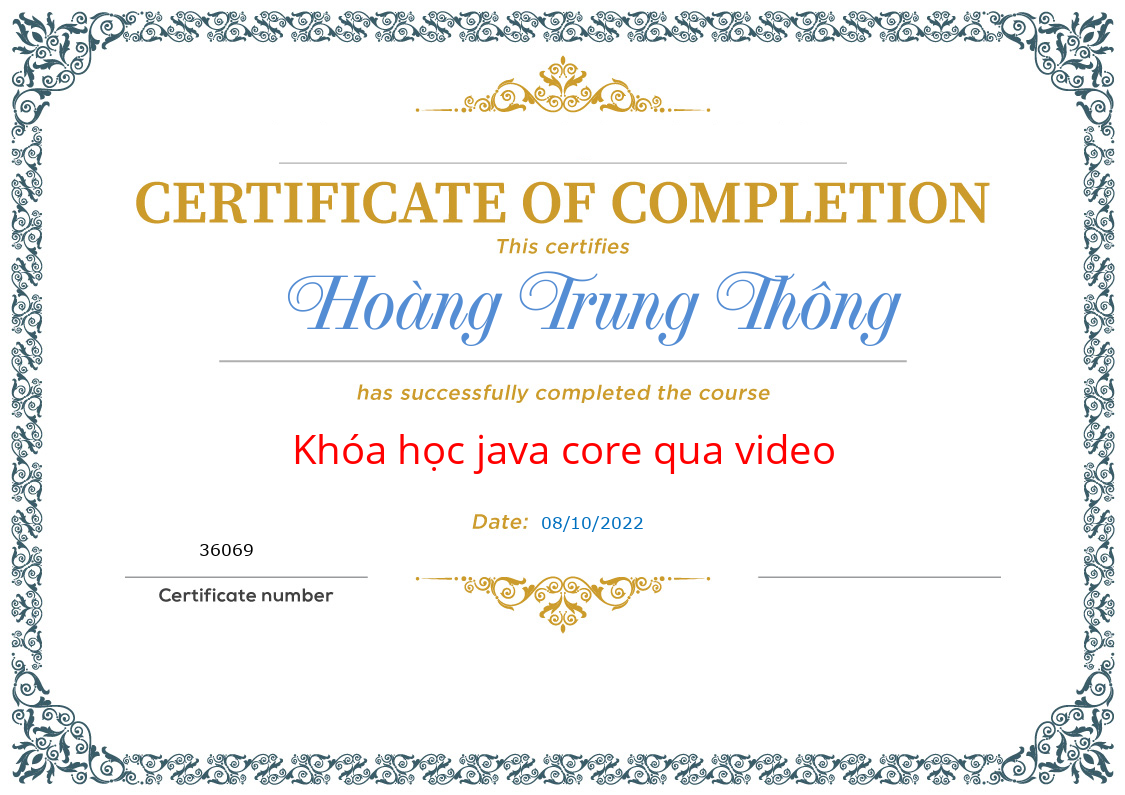 CERTIFICATE OF COMPLETION
This certifies
Hoàng Trung Thông
has successfully completed the course
Khóa học java core qua video
Date: 08/10/2022
36069
Certificate number